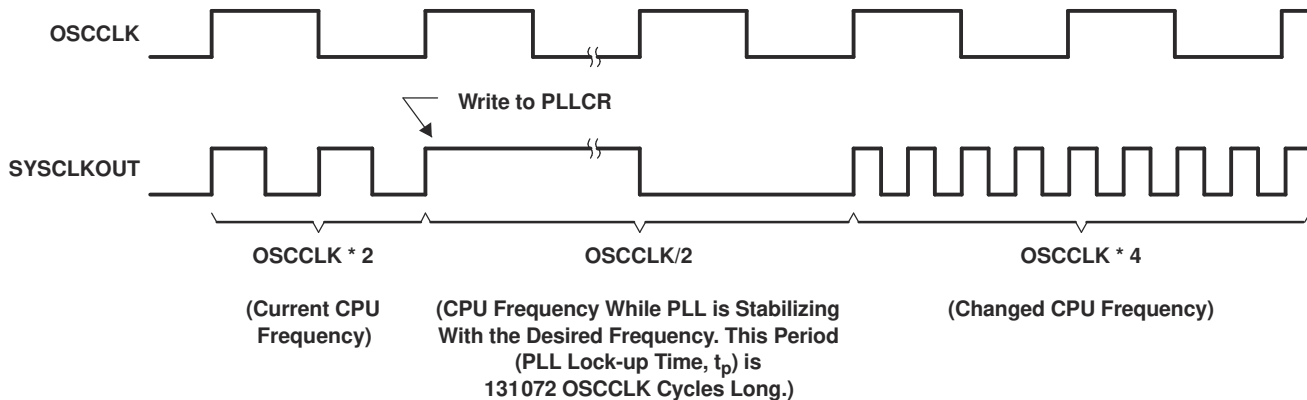 OSCCLK
Write to PLLCR
SYSCLKOUT
OSCCLK * 2
(Current CPU
Frequency)
OSCCLK/2
(CPU Frequency While PLL is Stabilizing
With the Desired Frequency. This Period
(PLL Lock-up Time, tp) is
131072 OSCCLK Cycles Long.)
OSCCLK * 4
(Changed CPU Frequency)